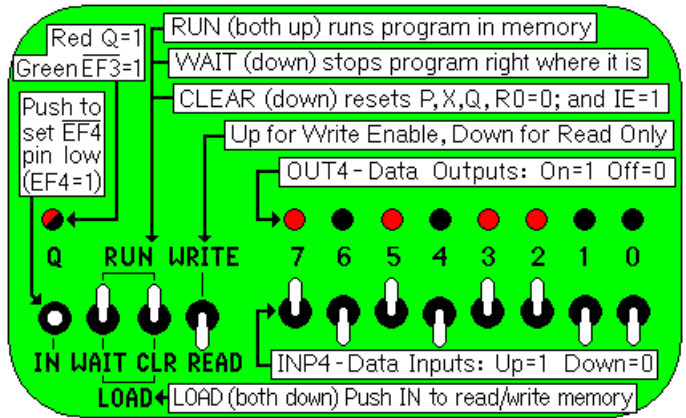 Red Q=1
Green EF3=1
RUN (both up) runs program in memory
WAIT (down) stops program right where it is
CLEAR (down) resets P,X,Q, R0=0; and IE=1
Push to
set EF4
pin low
(EF4=1)
Up for Write Enable, Down for Read Only
OUT4-Data Outputs: On=1 Off=0
Q RUN WRITE 7 6 5 4 3 2 1 0
IN WAIT CLR READ
INP4-Data Inputs: Up=1 Down=0
LOAD
LOAD (both down) Push IN to read/write memory